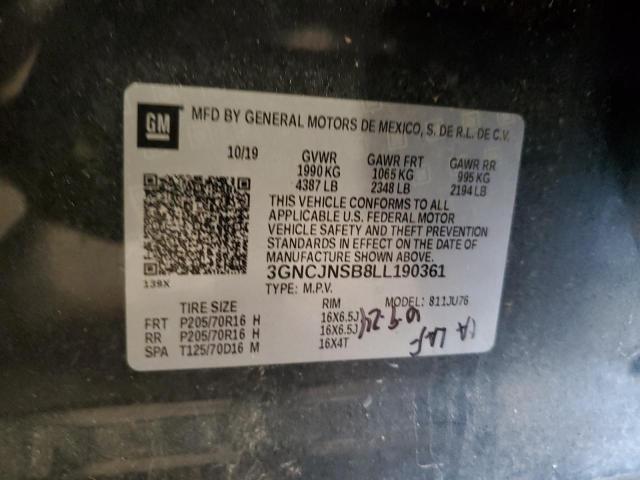 GM MFD BY GENERAL MOTORS DE MEXICO, S. DE R.L. DE C.V.
10/19 GVWR GAWR FRT GAWR RR
1990 KG 1065 KG 995 KG
4387 LB 2348 LB 2194 LB
THIS VEHICLE CONFORMS TO ALL
APPLICABLE U.S. FEDERAL MOTOR
VEHICLE SAFETY AND THEFT PREVENTION
STANDARDS IN EFFECT ON THE DATE OF
MANUFACTURE SHOWN ABOVE.
3GNCJNSB8LL190361
139X
TYPE: M.P.V. MODEL: 811JU76
TIRE SIZE RIM
FRT P205/70R16 H 16X6.5J
RR P205/70R16 H 16X6.5J
SPA T125/70D16 M 16X4T